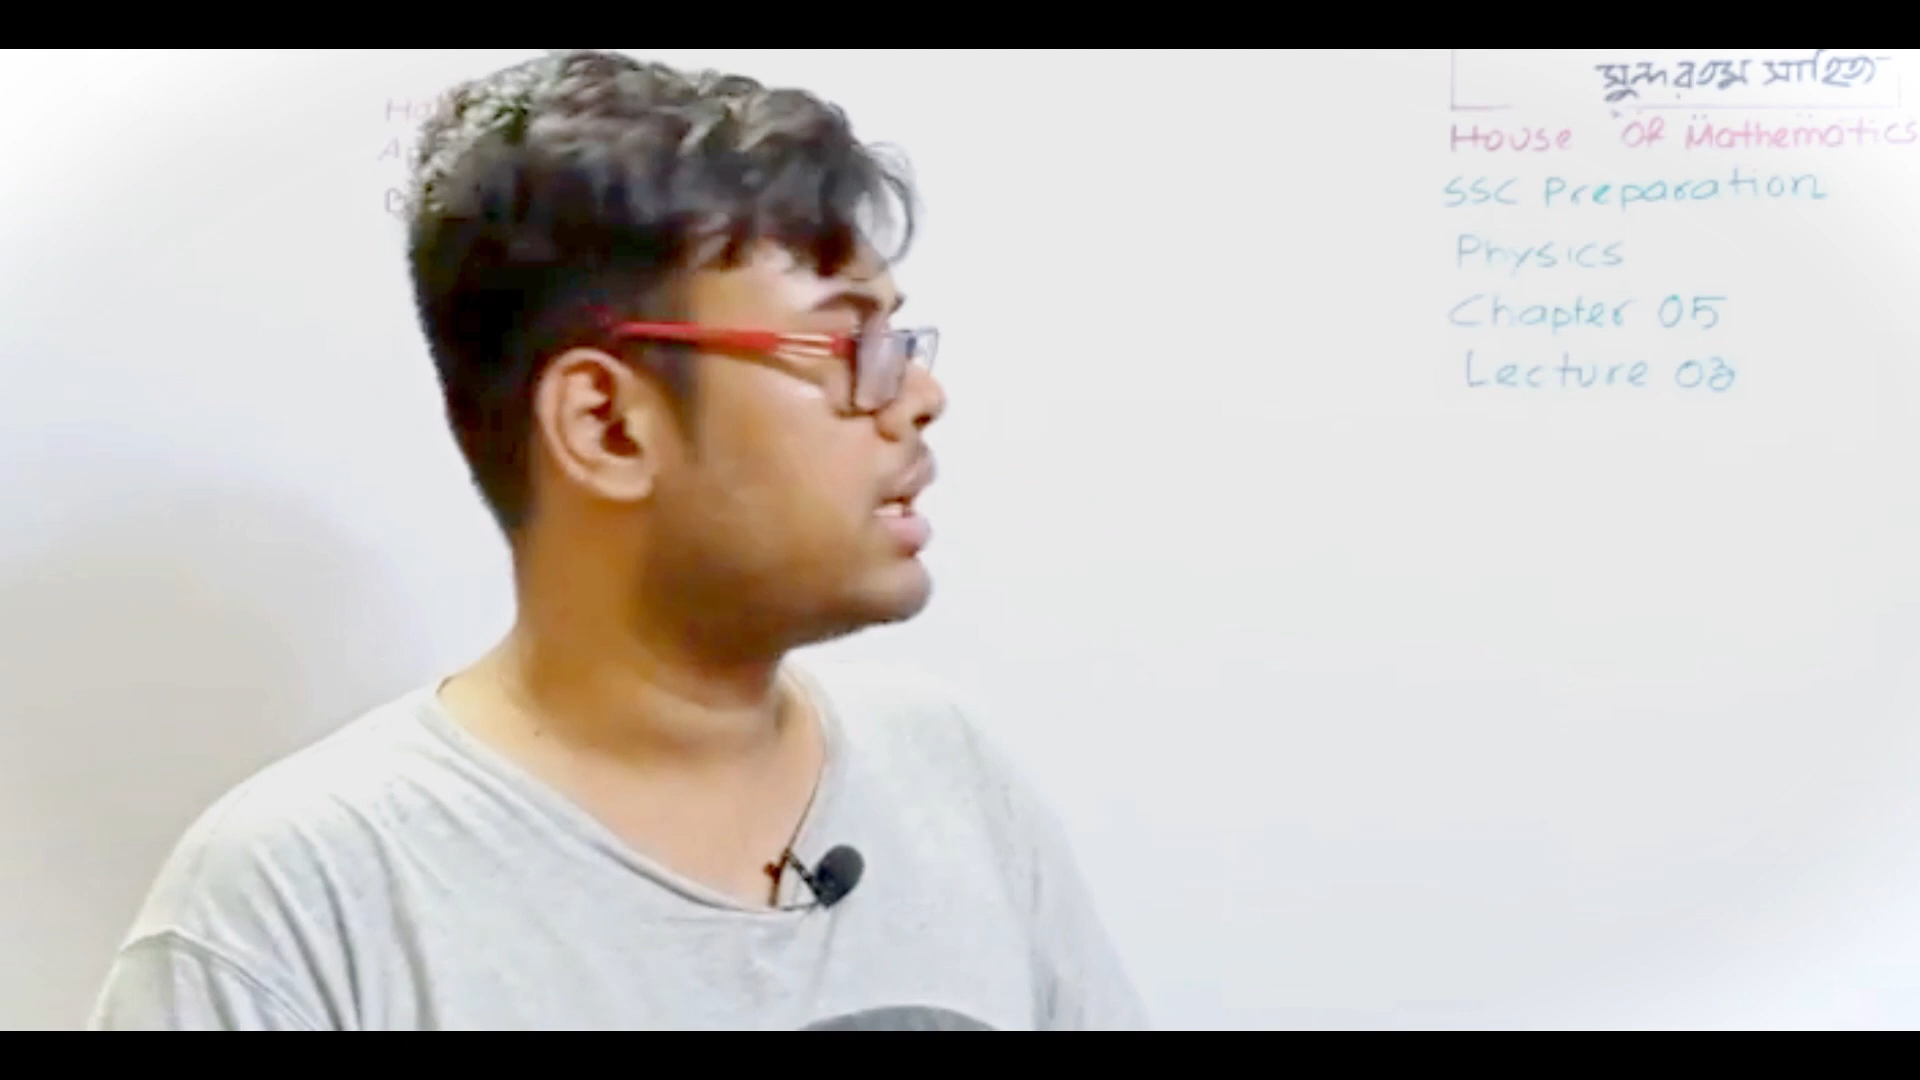 সুন্দরতম সাহিত্য
House Of Mathematics
SSC Preparation
Physics
Chapter 05
Lecture 03